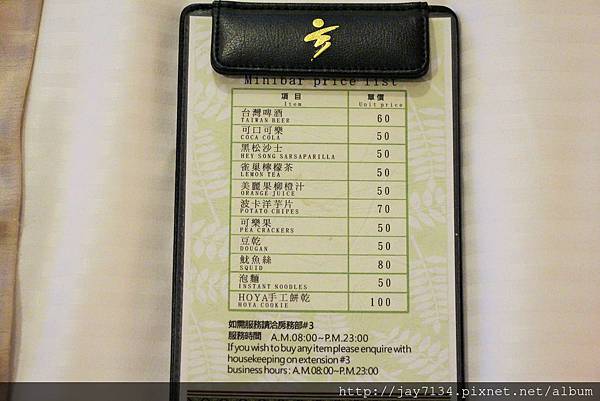 Minibar price list
項目 單價
Item Unit price
台灣啤酒 60
TAIWAN BEER
可口可樂 50
COCA COLA
黑松沙士 50
HEY SONG SARSAPARILLA
雀巢檸檬茶 50
LEMON TEA
美麗果柳橙汁 50
ORANGE JUICE
波卡洋芋片 70
POTATO CHIPES
可樂果 50
PEA CRACKERS
豆乾 50
DOUGAN
魷魚絲 80
SQUID
泡麵 50
INSTANT NOODLES
HOYA手工餅乾 100
HOYA COOKIE
如需服務請洽房務部#3
服務時間 A.M.08:00~P.M.23:00
If you wish to buy any item please enquire with
housekeeping on extension #3
business hours : A.M.08:00~P.M.23:00
http://jay7134.pixnet.net/album